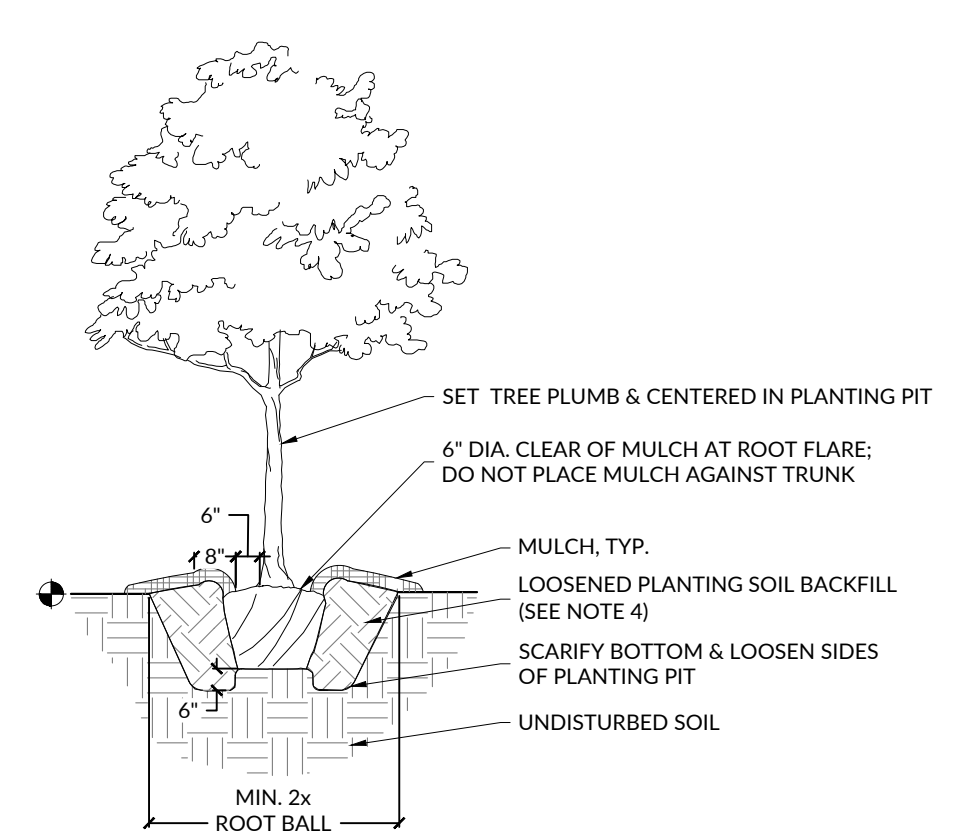 SET TREE PLUMB & CENTERED IN PLANTING PIT
6" DIA. CLEAR OF MULCH AT ROOT FLARE;
DO NOT PLACE MULCH AGAINST TRUNK
6"
8"
MULCH, TYP.
LOOSENED PLANTING SOIL BACKFILL
(SEE NOTE 4)
SCARIFY BOTTOM & LOOSEN SIDES
OF PLANTING PIT
6"
UNDISTURBED SOIL
MIN. 2x
ROOT BALL